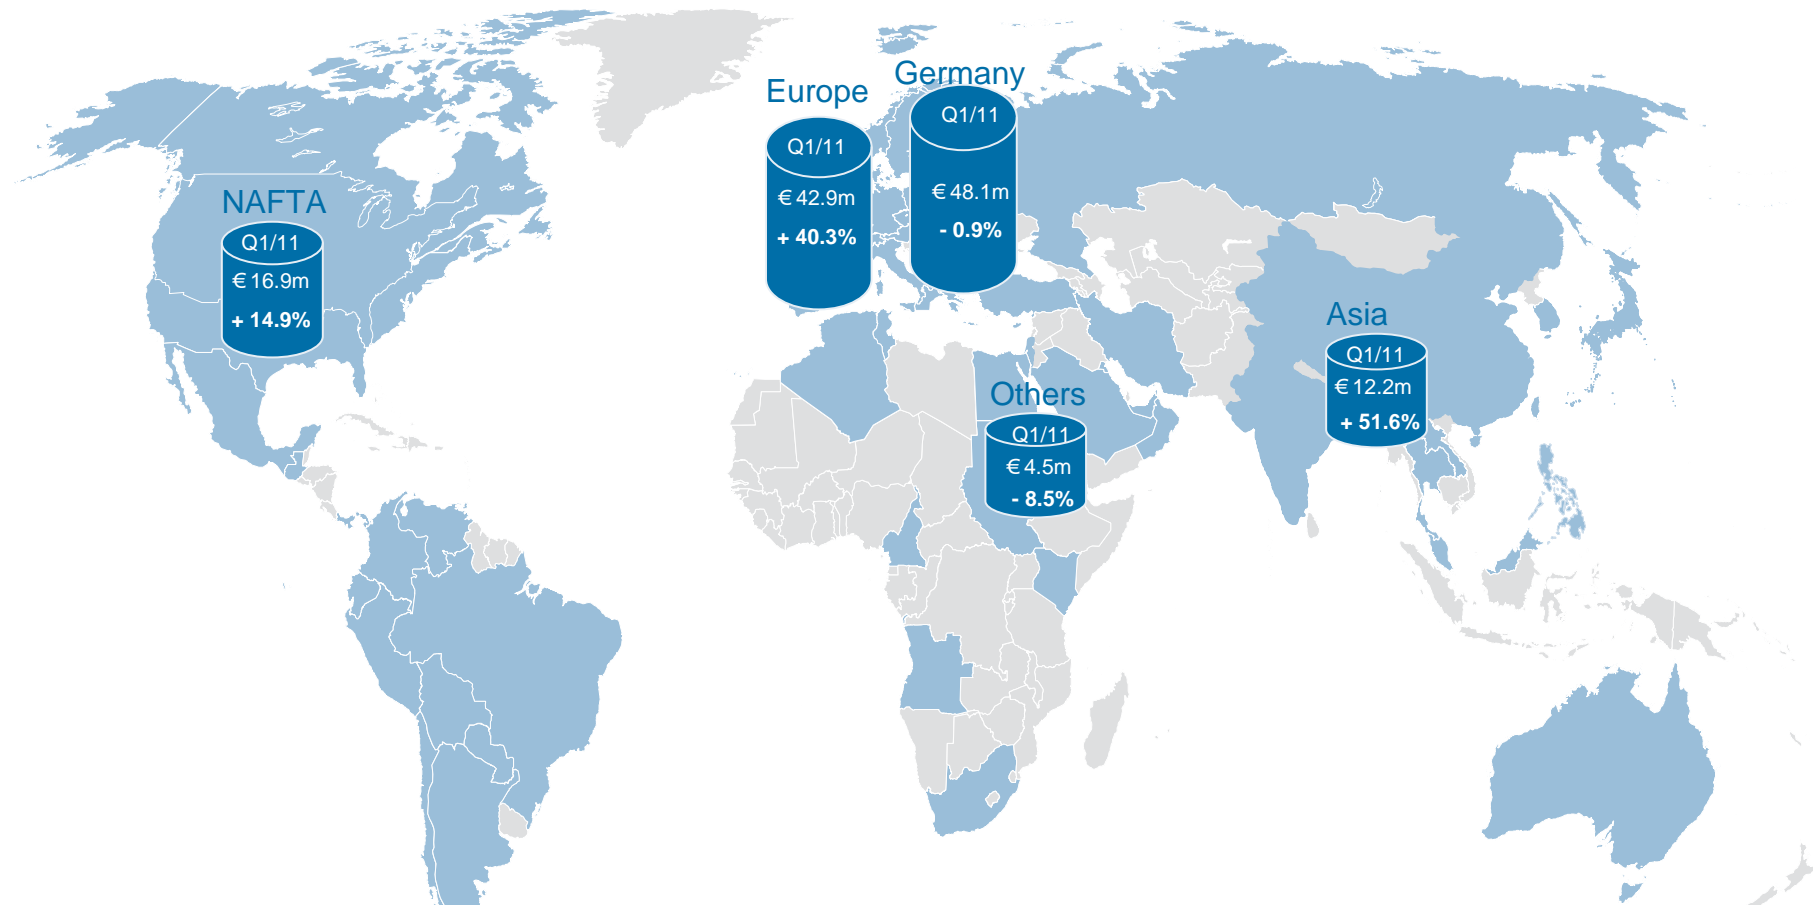 Europe
Q1/11
€ 42.9m
+ 40.3%
Germany
Q1/11
€ 48.1m
- 0.9%
NAFTA
Q1/11
€ 16.9m
+ 14.9%
Asia
Q1/11
€ 12.2m
+ 51.6%
Others
Q1/11
€ 4.5m
- 8.5%